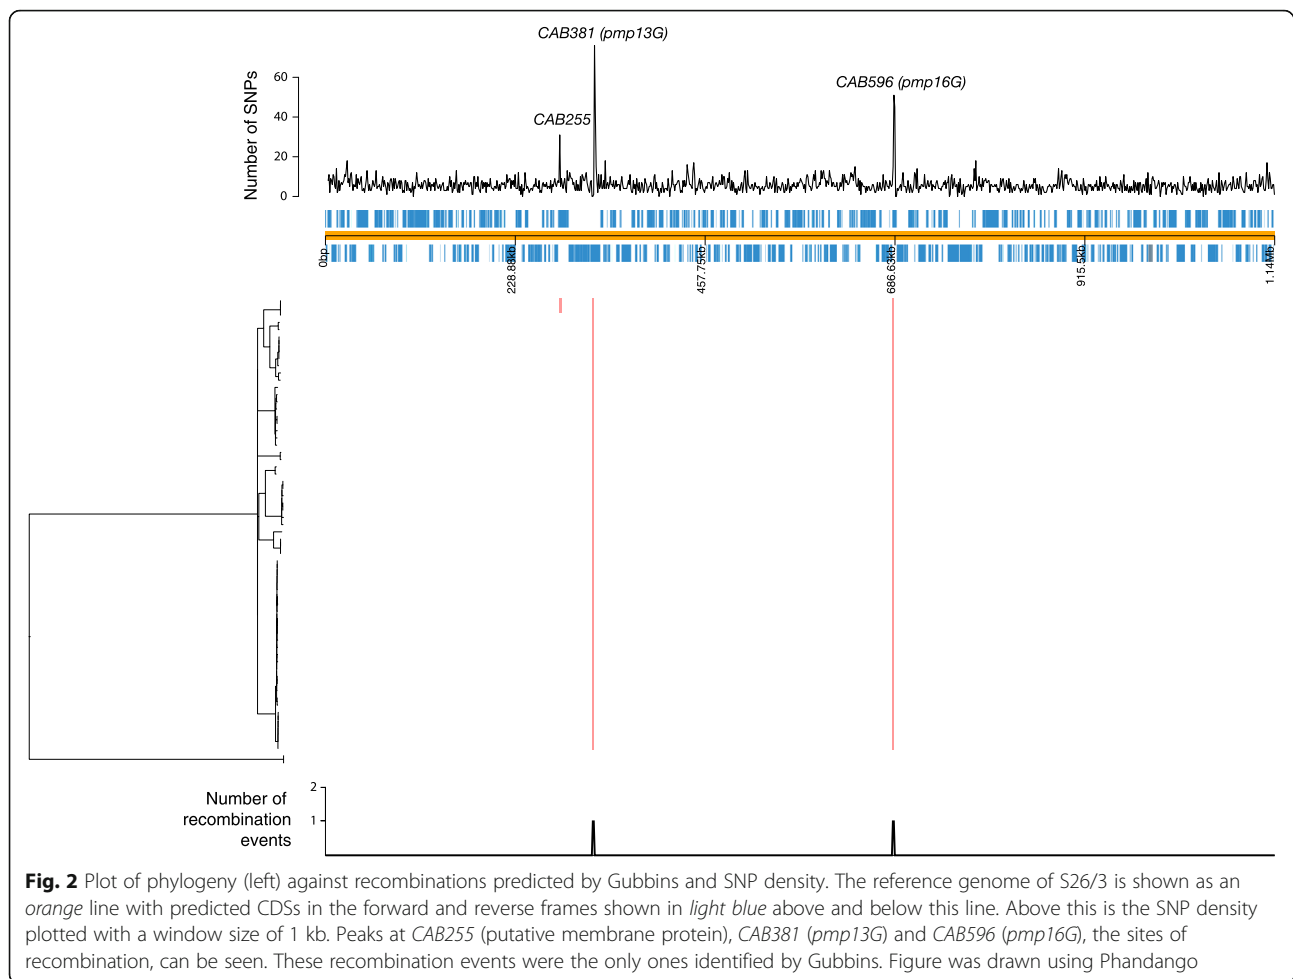 CAB381 (pmp13G)
CAB596 (pmp16G)
CAB255
Number of SNPs
60
40
20
0
0bp
228.88kb
457.75kb
686.63kb
915.5kb
1.14Mb
Number of
recombination
events
2
1
Fig. 2 Plot of phylogeny (left) against recombinations predicted by Gubbins and SNP density. The reference genome of S26/3 is shown as an
orange line with predicted CDSs in the forward and reverse frames shown in light blue above and below this line. Above this is the SNP density
plotted with a window size of 1 kb. Peaks at CAB255 (putative membrane protein), CAB381 (pmp13G) and CAB596 (pmp16G), the sites of
recombination, can be seen. These recombination events were the only ones identified by Gubbins. Figure was drawn using Phandango